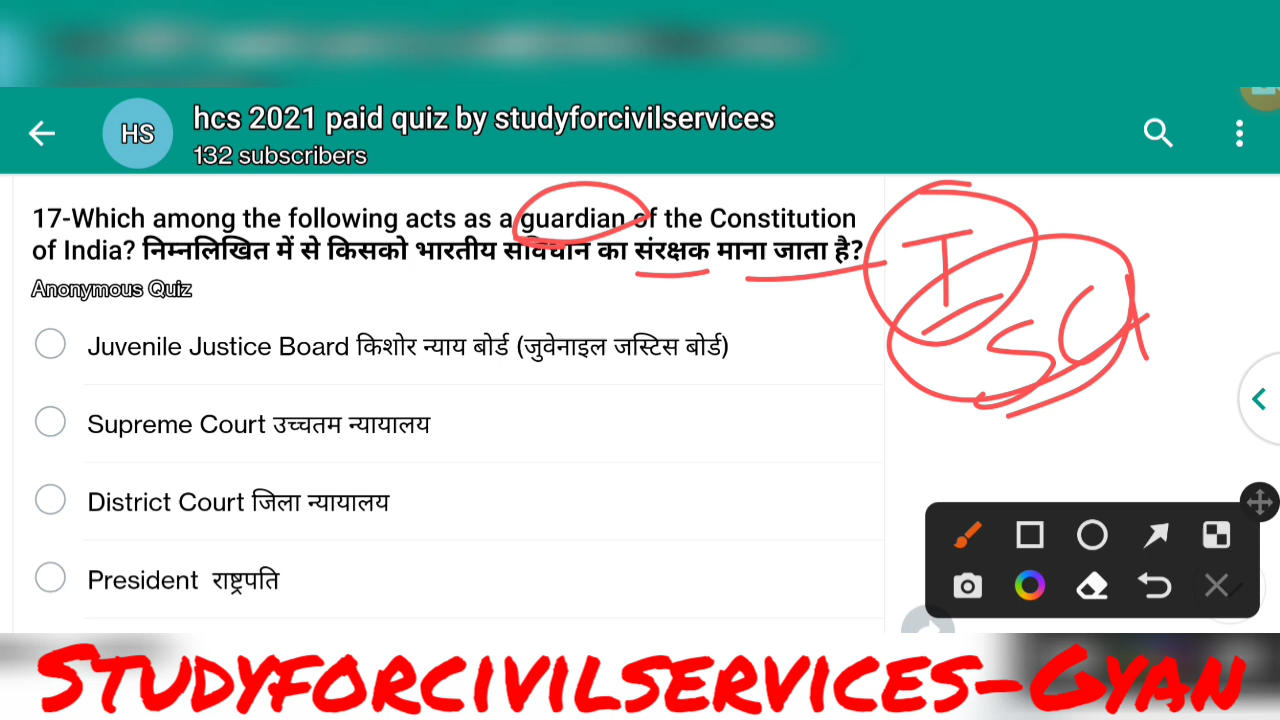 HS
hcs 2021 paid quiz by studyforcivilservices
132 subscribers
17-Which among the following acts as a guardian of the Constitution
of India? निम्नलिखित में से किसको भारतीय संविधान का संरक्षक माना जाता है?
Anonymous Quiz
Juvenile Justice Board किशोर न्याय बोर्ड (जुवेनाइल जस्टिस बोर्ड)
Supreme Court उच्चतम न्यायालय
District Court जिला न्यायालय
President राष्ट्रपति
STUDYFORCIVILSERVICES-GYAN